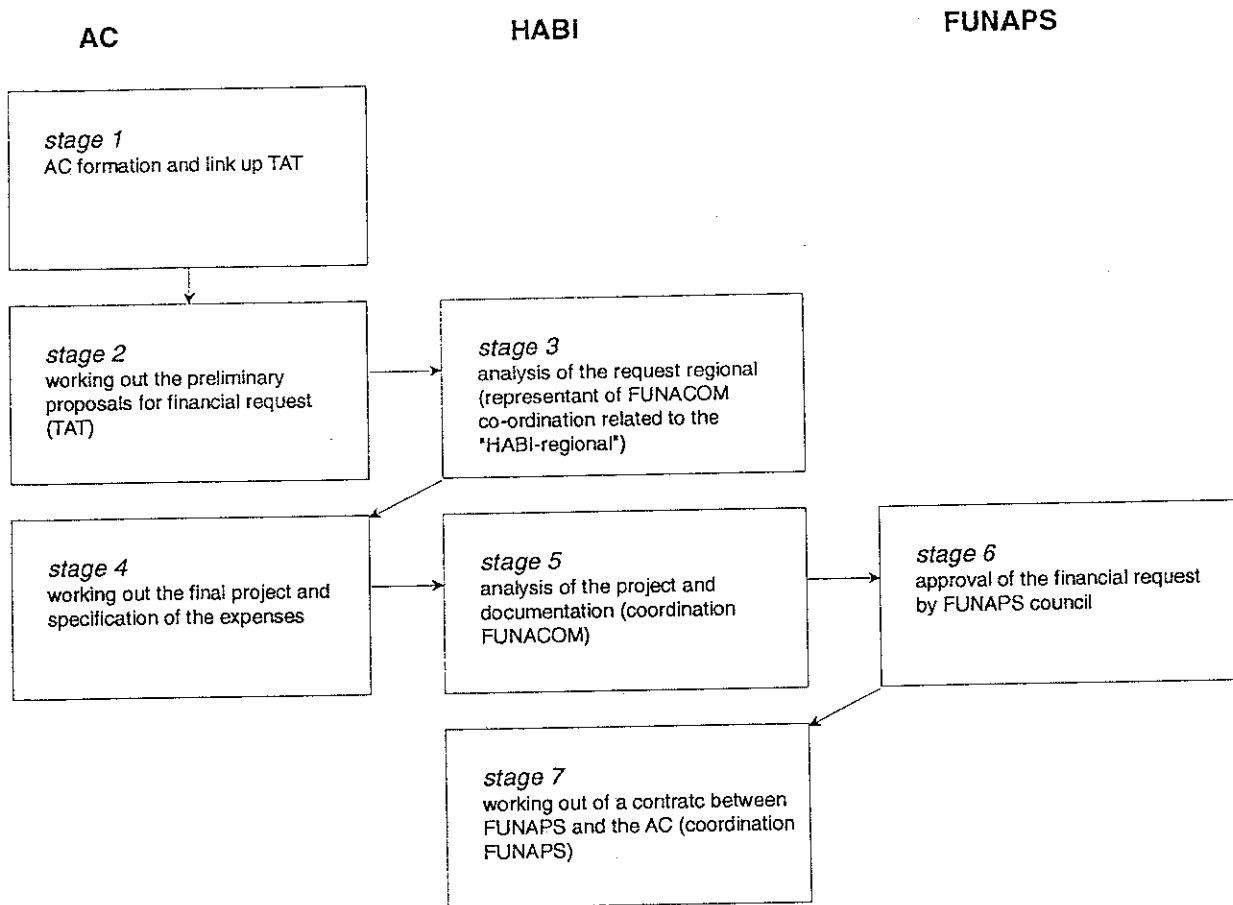 AC
HABI
FUNAPS
stage 1
AC formation and link up TAT
stage 2
working out the preliminary
proposals for financial request
(TAT)
stage 3
analysis of the request regional
(representant of FUNACOM
co-ordination related to the
"HABI-regional")
stage 4
working out the final project and
specification of the expenses
stage 5
analysis of the project and
documentation (coordination
FUNACOM)
stage 6
approval of the financial request
by FUNAPS council
stage 7
working out of a contratc between
FUNAPS and the AC (coordination
FUNAPS)